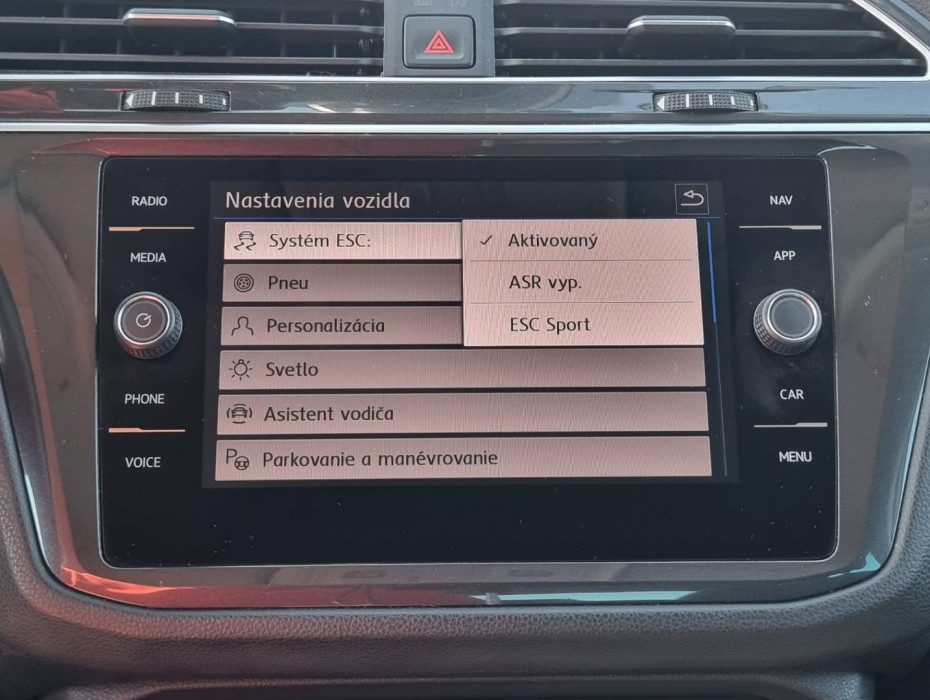 RADIO
MEDIA
PHONE
VOICE
Nastavenia vozidla
Systém ESC:
Pneu
Personalizácia
Svetlo
Asistent vodiča
Parkovanie a manévrovanie
Aktivovaný
ASR vyp.
ESC Sport
NAV
APP
CAR
MENU